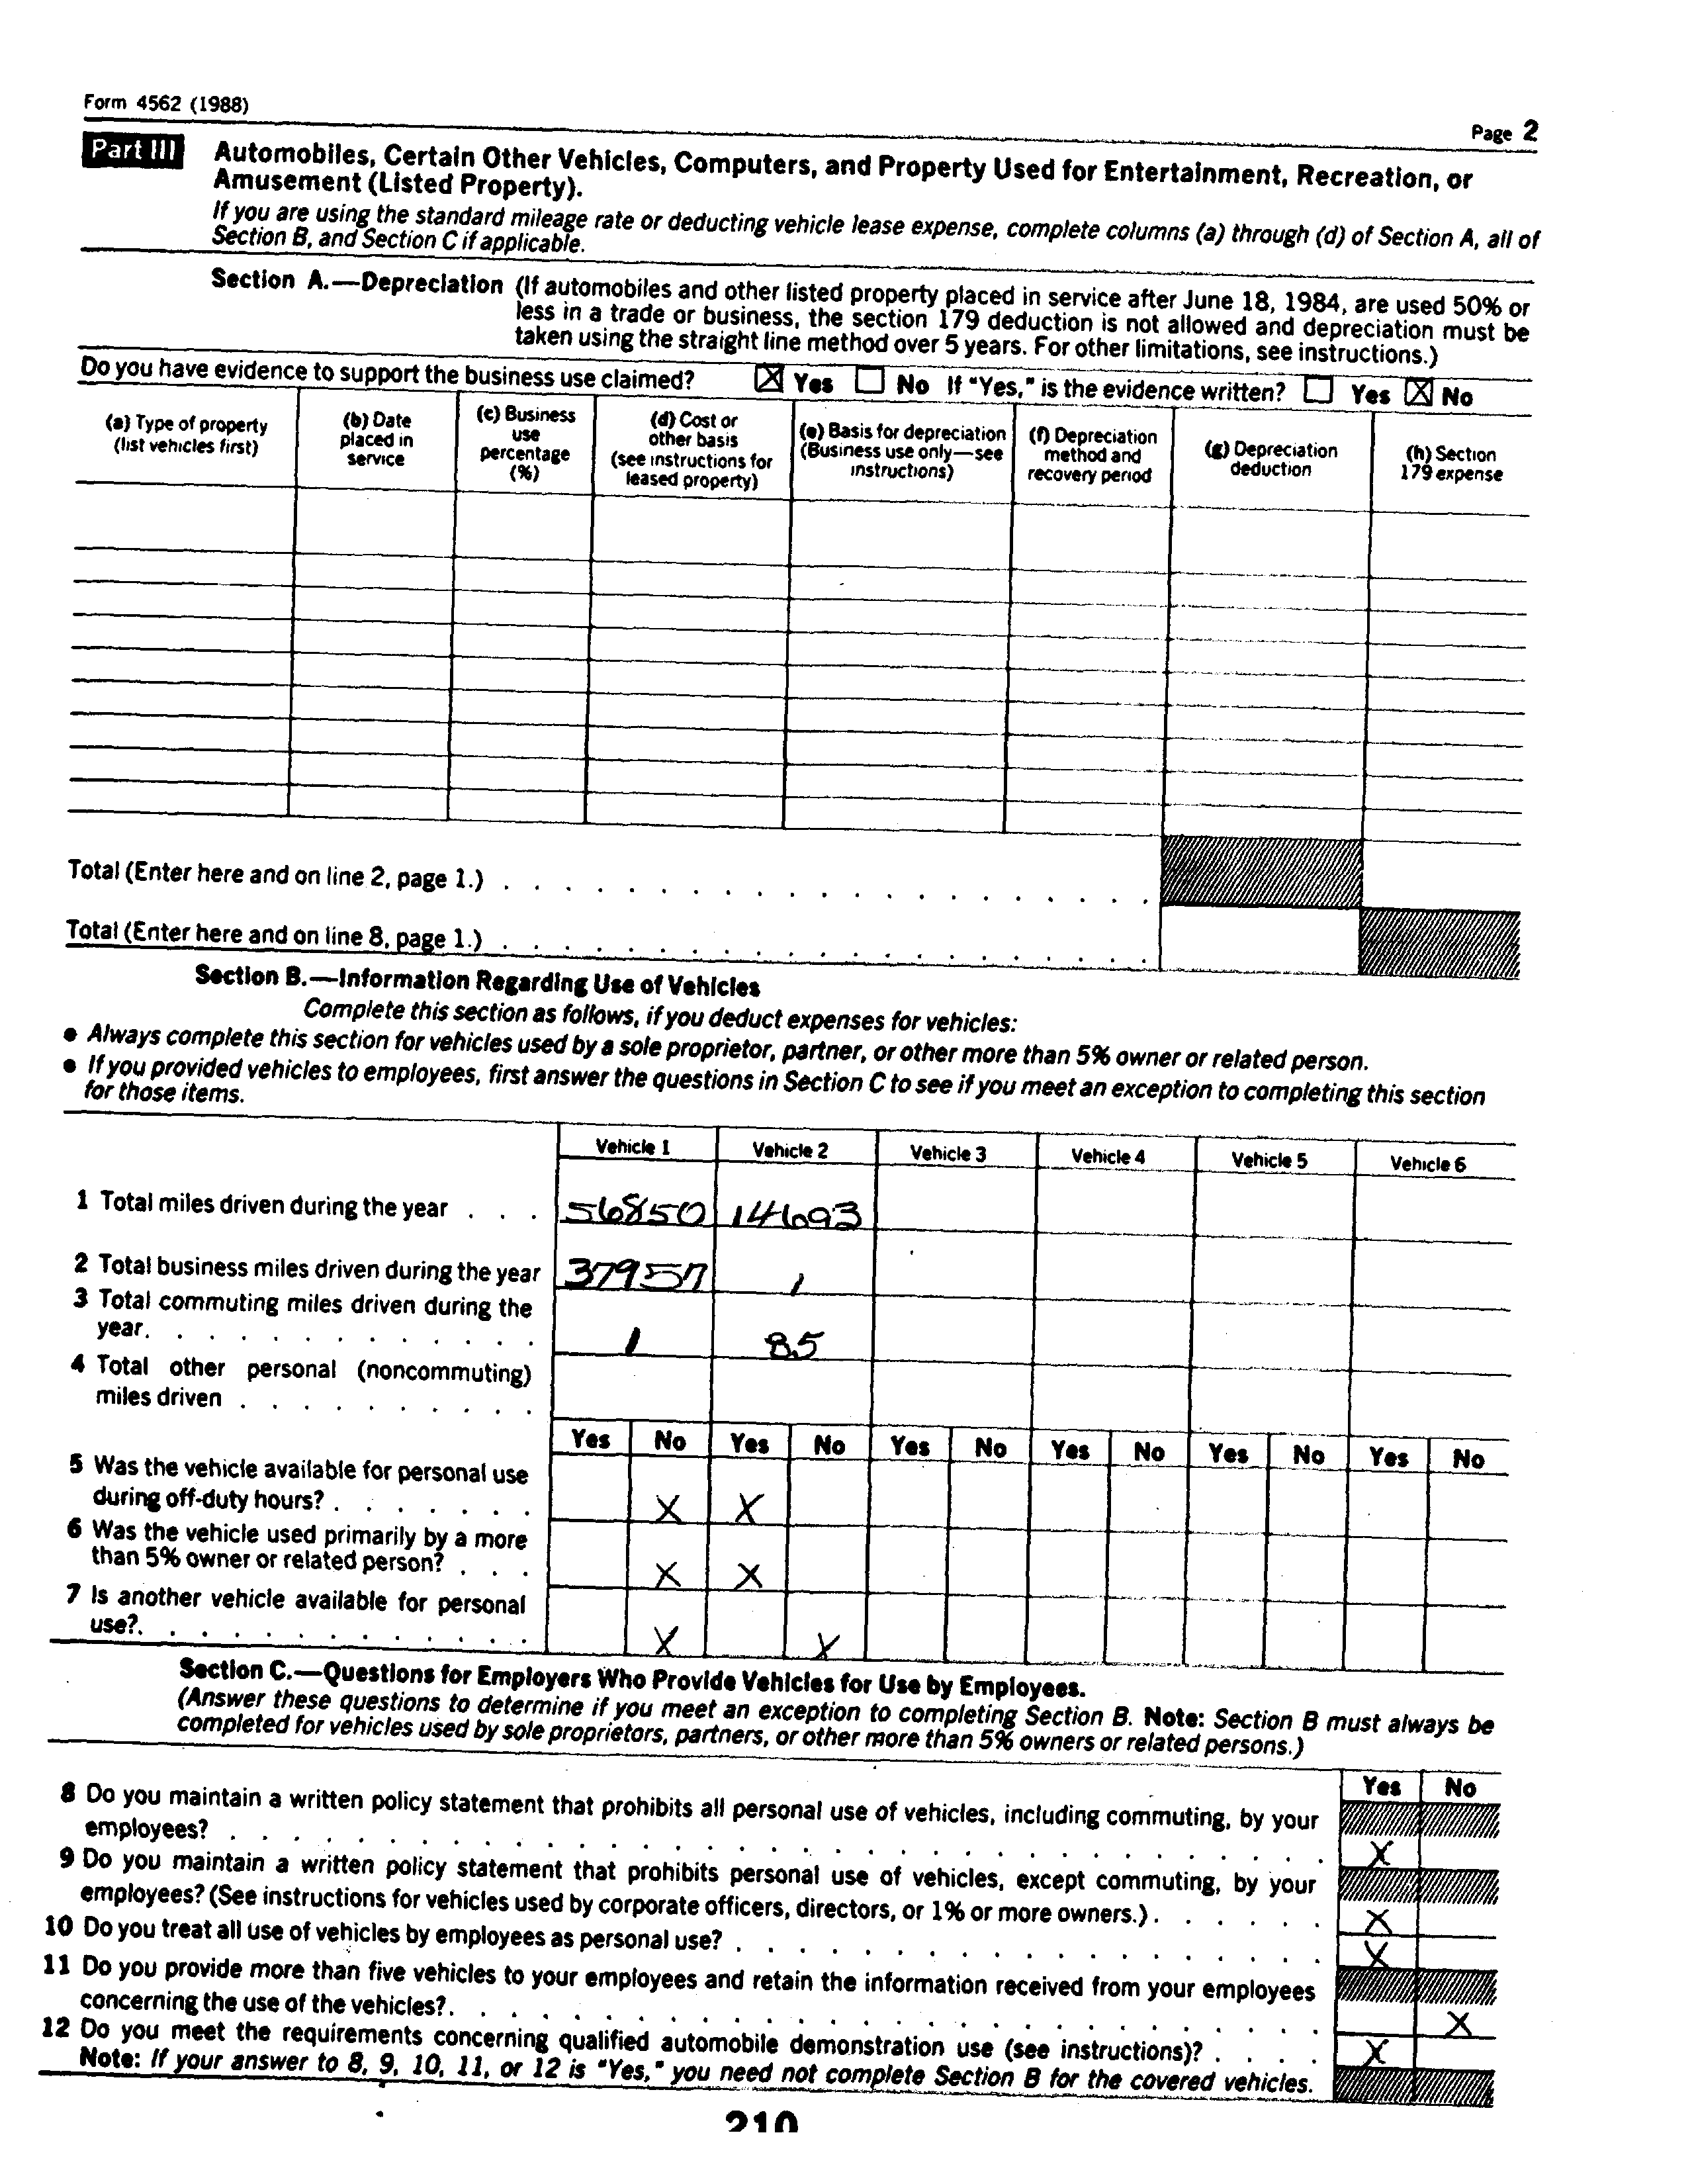 Form 4562 (1988)
Page 2
Part III
Automobiles, Certain Other Vehicles, Computers, and Property Used for Entertainment, Recreation, or
Amusement (Listed Property).
If you are using the standard mileage rate or deducting vehicle lease expense, complete columns (a) through (d) of Section A, all of
Section B, and Section C if applicable.
Section A.—Depreciation (If automobiles and other listed property placed in service after June 18, 1984, are used 50% or
less in a trade or business, the section 179 deduction is not allowed and depreciation must be
taken using the straight line method over 5 years. For other limitations, see instructions.)
Do you have evidence to support the business use claimed? ☒ Yes ☐ No If "Yes," is the evidence written? ☐ Yes ☒ No
(a) Type of property
(list vehicles first)
(b) Date
placed in
service
(c) Business
use
percentage
(%)
(d) Cost or
other basis
(see instructions for
leased property)
(e) Basis for depreciation
(Business use only—see
instructions)
(f) Depreciation
method and
recovery period
(g) Depreciation
deduction
(h) Section
179 expense
Total (Enter here and on line 2, page 1.)
Total (Enter here and on line 8, page 1.)
Section B.—Information Regarding Use of Vehicles
Complete this section as follows, if you deduct expenses for vehicles:
● Always complete this section for vehicles used by a sole proprietor, partner, or other more than 5% owner or related person.
● If you provided vehicles to employees, first answer the questions in Section C to see if you meet an exception to completing this section
for those items.
Vehicle 1 Vehicle 2 Vehicle 3 Vehicle 4 Vehicle 5 Vehicle 6
1 Total miles driven during the year . . . 56850 14693
2 Total business miles driven during the year 37957 1
3 Total commuting miles driven during the
year. . . . . . . . . . . . . 1 85
4 Total other personal (noncommuting)
miles driven . . . . . . . . . .
Yes No Yes No Yes No Yes No Yes No Yes No
5 Was the vehicle available for personal use
during off-duty hours? . . . . . . . X X
6 Was the vehicle used primarily by a more
than 5% owner or related person? . . . X X
7 Is another vehicle available for personal
use?. . . . . . . . . . . . . X X
Section C.—Questions for Employers Who Provide Vehicles for Use by Employees.
(Answer these questions to determine if you meet an exception to completing Section B. Note: Section B must always be
completed for vehicles used by sole proprietors, partners, or other more than 5% owners or related persons.)
Yes No
8 Do you maintain a written policy statement that prohibits all personal use of vehicles, including commuting, by your
employees? X
9 Do you maintain a written policy statement that prohibits personal use of vehicles, except commuting, by your
employees? (See instructions for vehicles used by corporate officers, directors, or 1% or more owners.) . . . . . . X
10 Do you treat all use of vehicles by employees as personal use? X
11 Do you provide more than five vehicles to your employees and retain the information received from your employees
concerning the use of the vehicles?. X
12 Do you meet the requirements concerning qualified automobile demonstration use (see instructions)? . . . . X
Note: If your answer to 8, 9, 10, 11, or 12 is "Yes," you need not complete Section B for the covered vehicles.
210